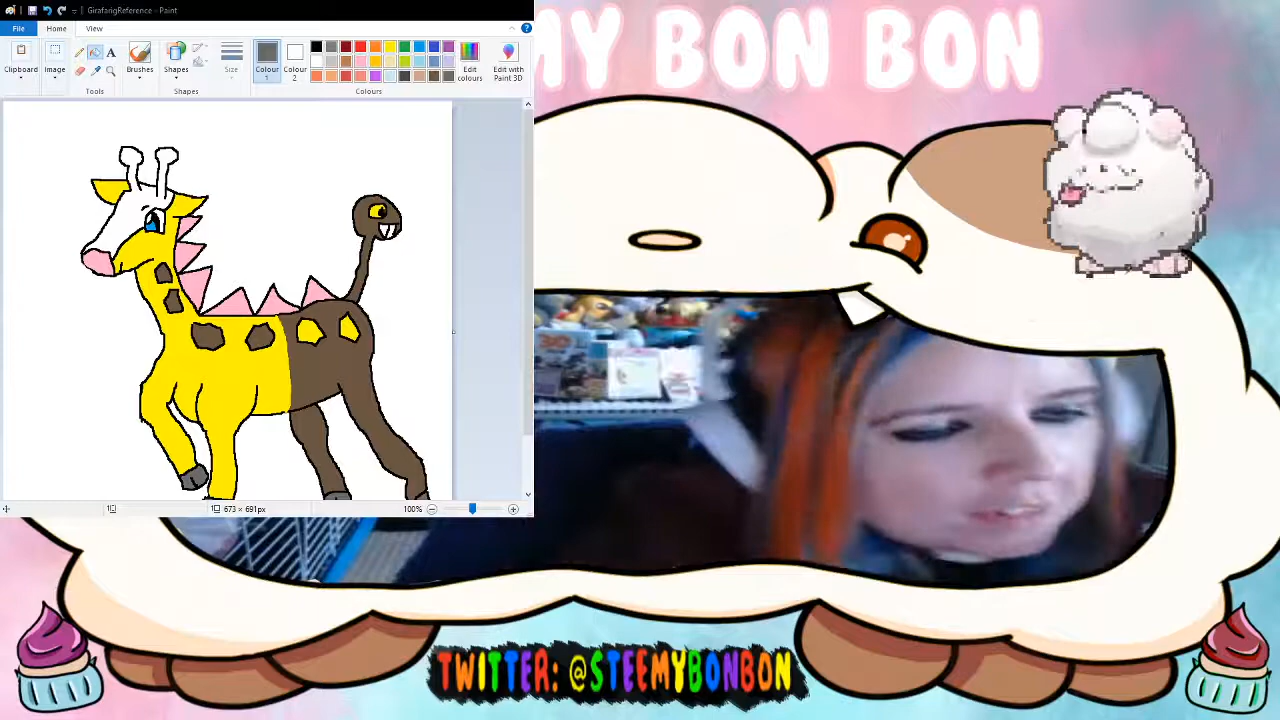 GirafarigReference - Paint
File
Home
View
Clipboard
Image
Tools
Brushes
Shapes
Shapes
Size
Colour
1
Colour
2
Edit
colours
Edit with
Paint 3D
Colours
MY BON BON
673 × 691px
100%
TWITTER: @STEEMYBONBON